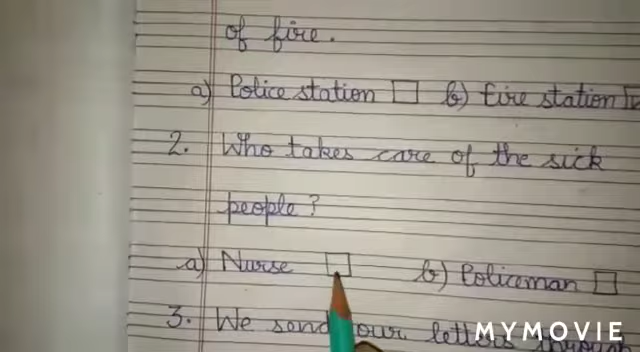 of fire.
a) Police station b) fire station
2. Who takes care of the sick
people?
a) Nurse b) Policeman
3. We send our letters through
MYMOVIE